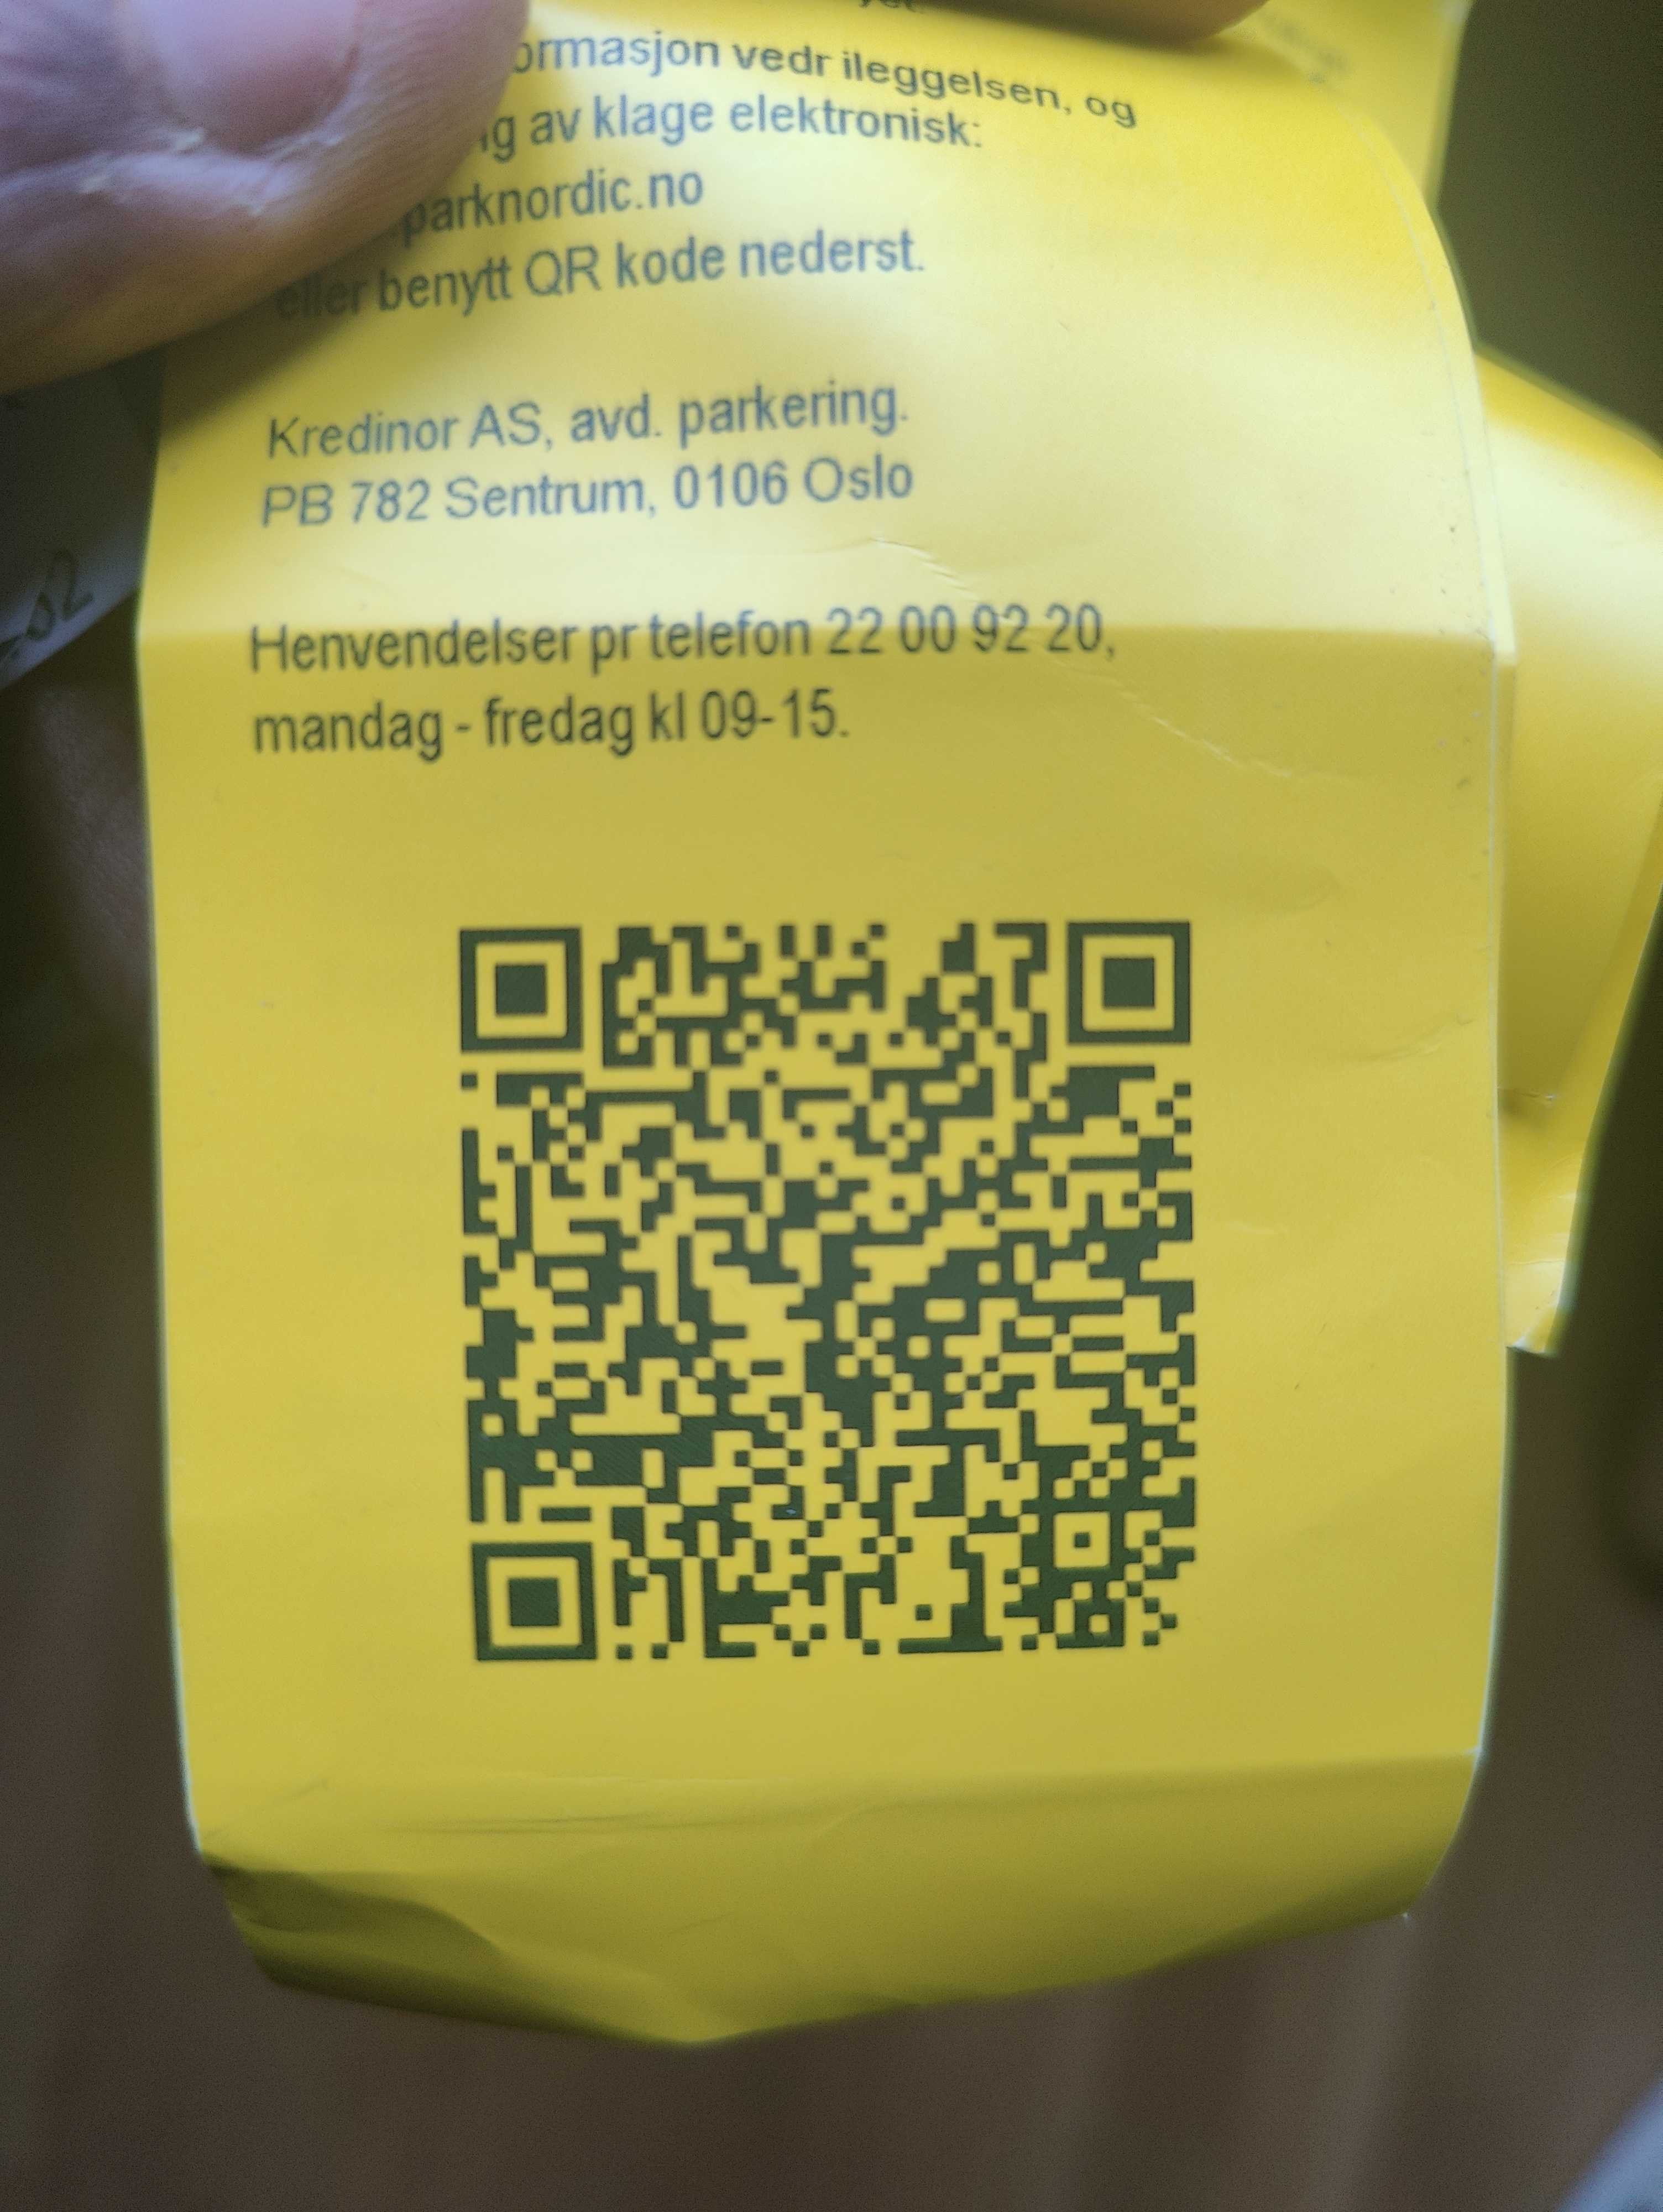 ormasjon vedr ileggelsen, og
ig av klage elektronisk:
.parknordic.no
eller benytt QR kode nederst.
Kredinor AS, avd. parkering.
PB 782 Sentrum, 0106 Oslo
Henvendelser pr telefon 22 00 92 20,
mandag - fredag kl 09-15.